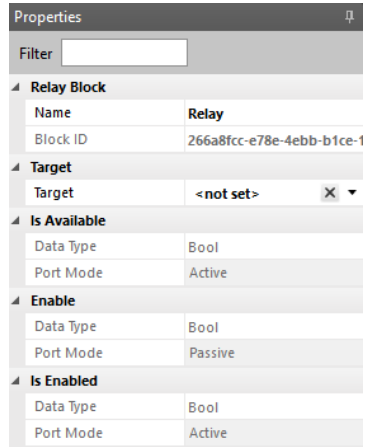 Properties
Filter
Relay Block
Name Relay
Block ID 266a8fcc-e78e-4ebb-b1ce-1
Target
Target <not set>
Is Available
Data Type Bool
Port Mode Active
Enable
Data Type Bool
Port Mode Passive
Is Enabled
Data Type Bool
Port Mode Active